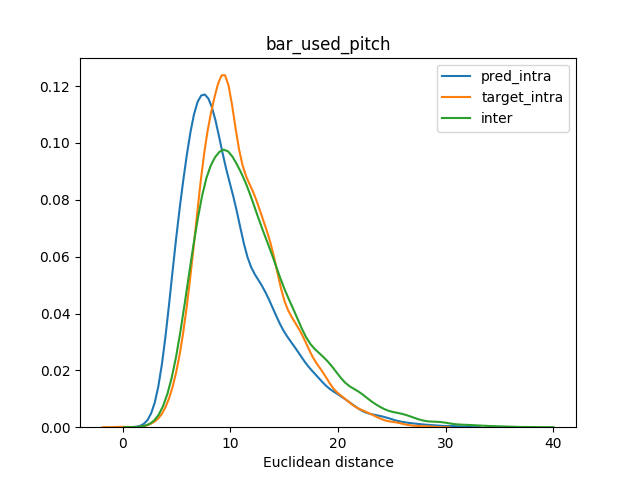 bar_used_pitch
pred_intra
target_intra
inter
0.12
0.10
0.08
0.06
0.04
0.02
0.00
0 10 20 30 40
Euclidean distance